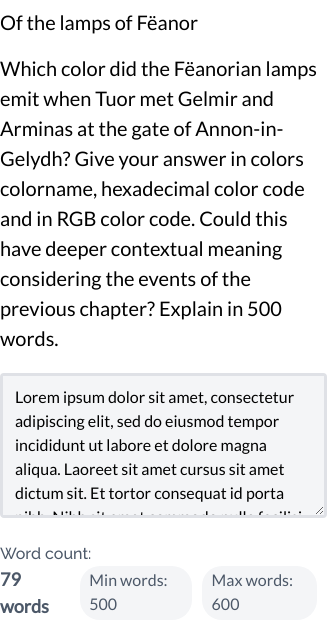 Of the lamps of Fëanor
Which color did the Fëanorian lamps
emit when Tuor met Gelmir and
Arminas at the gate of Annon-in-
Gelydh? Give your answer in colors
colorname, hexadecimal color code
and in RGB color code. Could this
have deeper contextual meaning
considering the events of the
previous chapter? Explain in 500
words.
Lorem ipsum dolor sit amet, consectetur
adipiscing elit, sed do eiusmod tempor
incididunt ut labore et dolore magna
aliqua. Laoreet sit amet cursus sit amet
dictum sit. Et tortor consequat id porta
Word count:
79
words
Min words:
500
Max words:
600